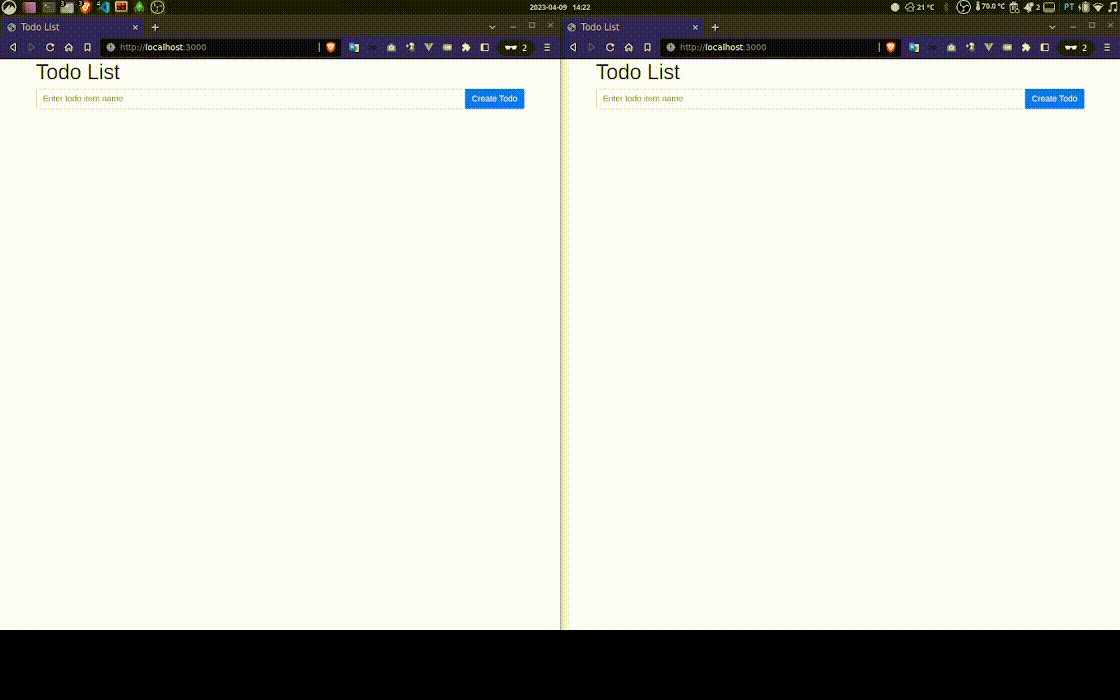 2023-04-09 14:22
21 °C
70.0 °C
2
PT
Todo List
http://localhost:3000
2
Todo List
Enter todo item name
Create Todo
Todo List
http://localhost:3000
2
Todo List
Enter todo item name
Create Todo